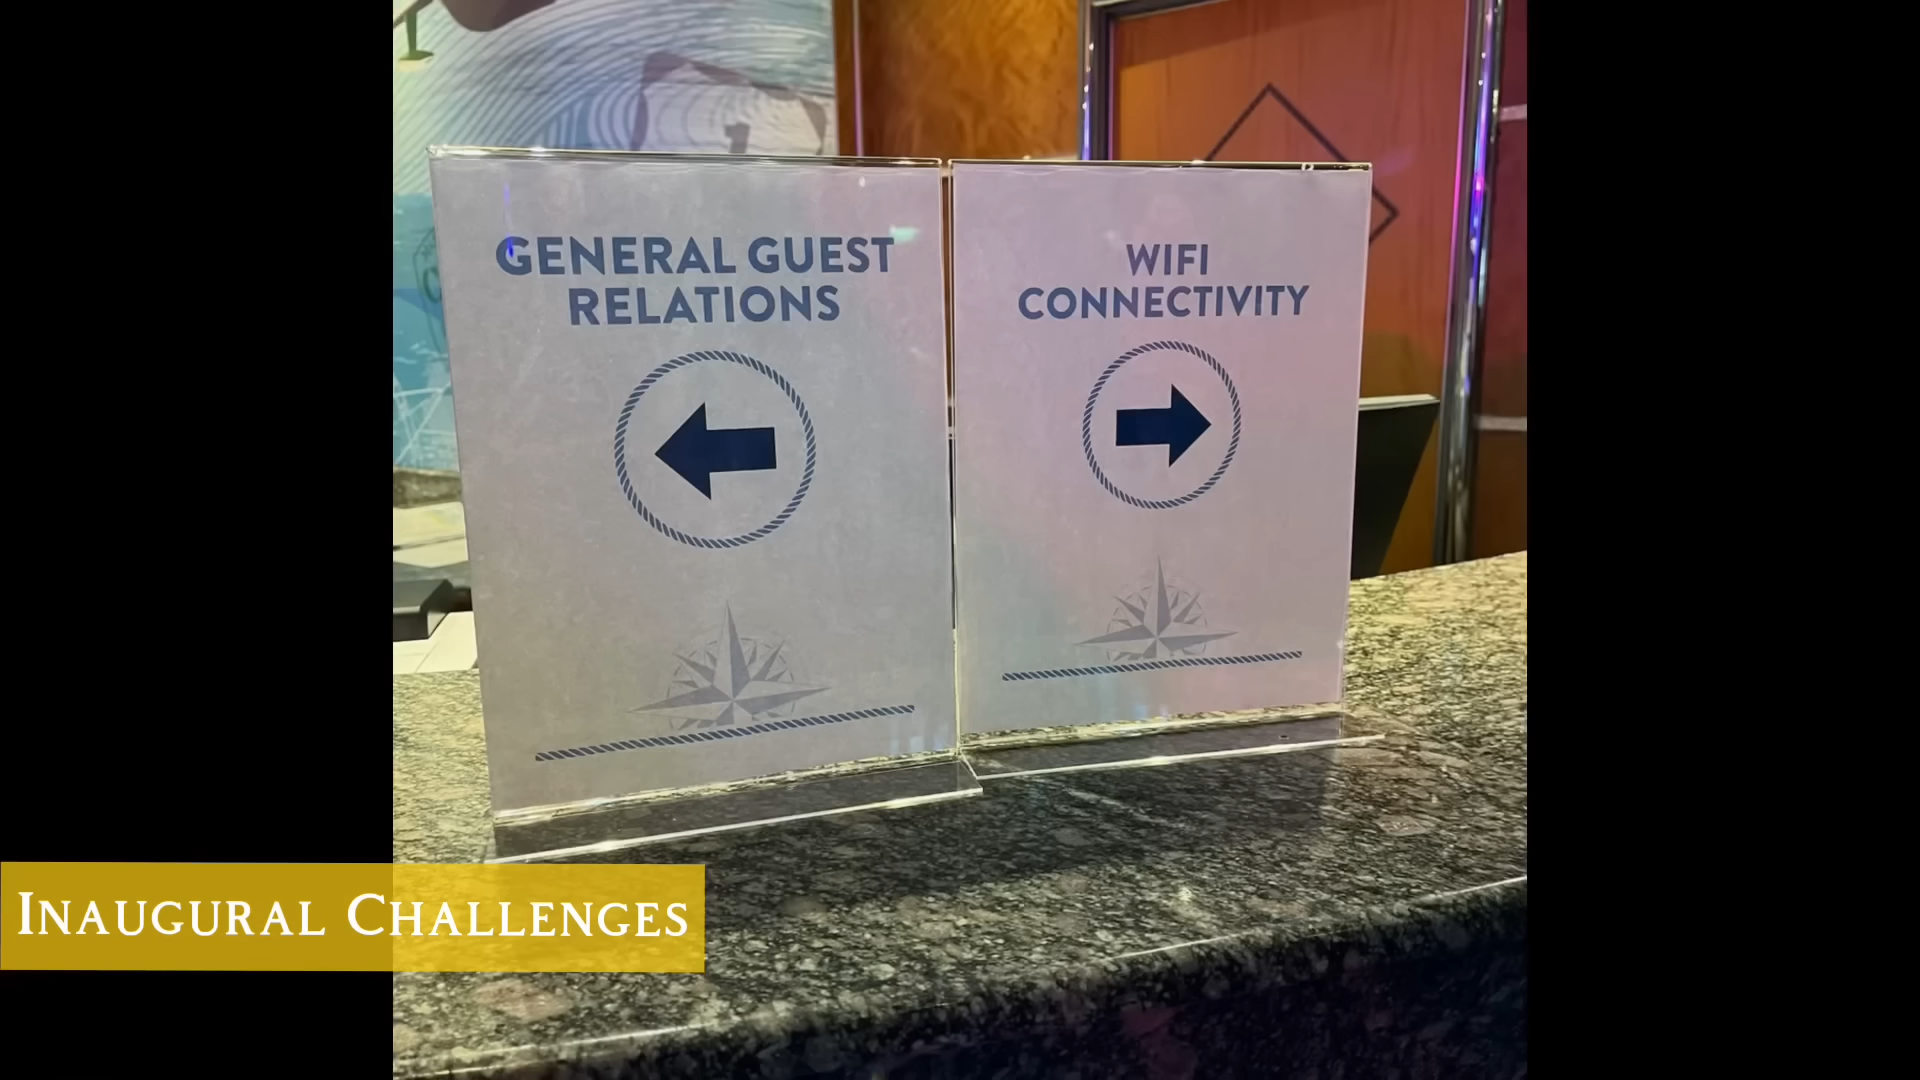 GENERAL GUEST
RELATIONS
WIFI
CONNECTIVITY
INAUGURAL CHALLENGES